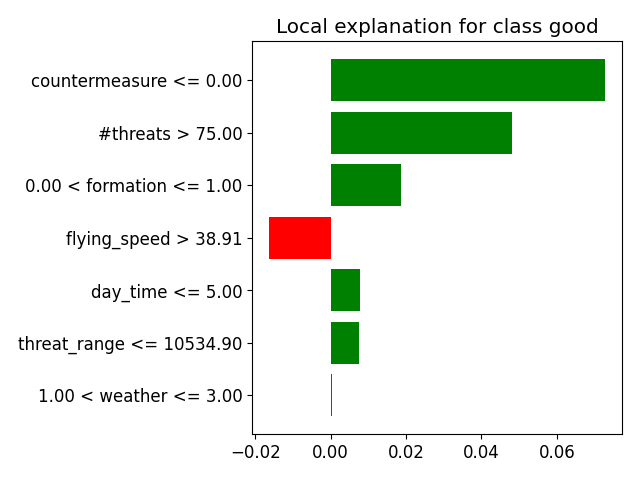 Local explanation for class good
countermeasure <= 0.00
#threats > 75.00
0.00 < formation <= 1.00
flying_speed > 38.91
day_time <= 5.00
threat_range <= 10534.90
1.00 < weather <= 3.00
−0.02 0.00 0.02 0.04 0.06